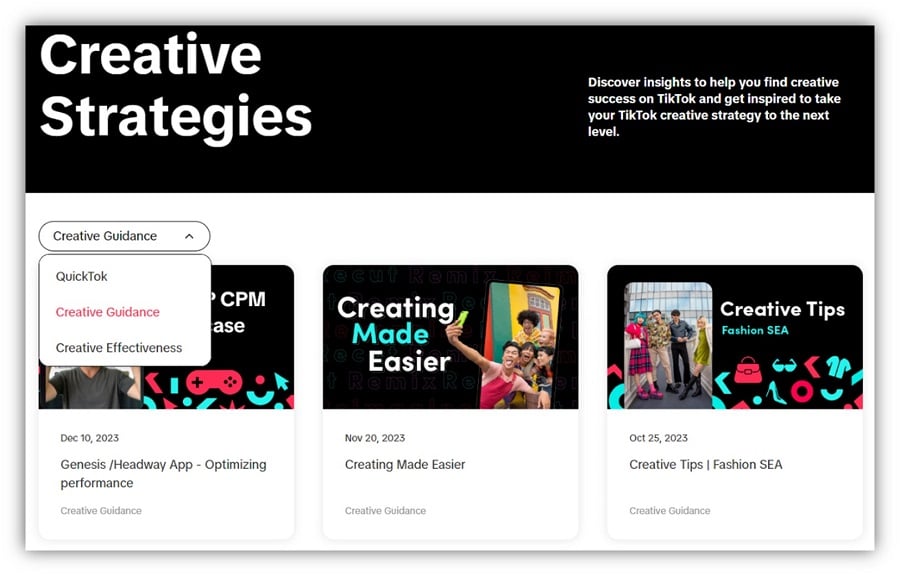 Creative
Strategies
Discover insights to help you find creative
success on TikTok and get inspired to take
your TikTok creative strategy to the next
level.
Creative Guidance
QuickTok
Creative Guidance
Creative Effectiveness
CPM
case
Dec 10, 2023
Genesis /Headway App - Optimizing
performance
Creative Guidance
Remix
Creating
Made
Easier
Remix
Nov 20, 2023
Creating Made Easier
Creative Guidance
Creative Tips
Fashion SEA
Oct 25, 2023
Creative Tips | Fashion SEA
Creative Guidance